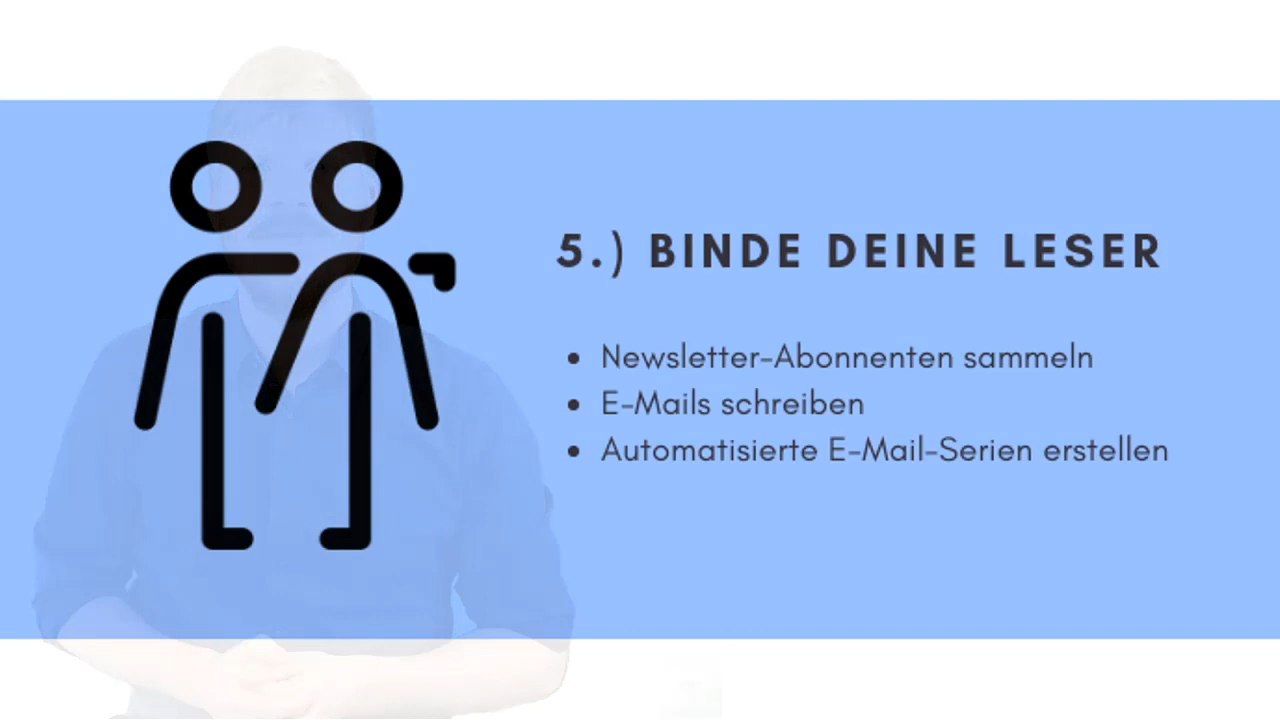 5.) BINDE DEINE LESER
• Newsletter-Abonnenten sammeln
• E-Mails schreiben
• Automatisierte E-Mail-Serien erstellen